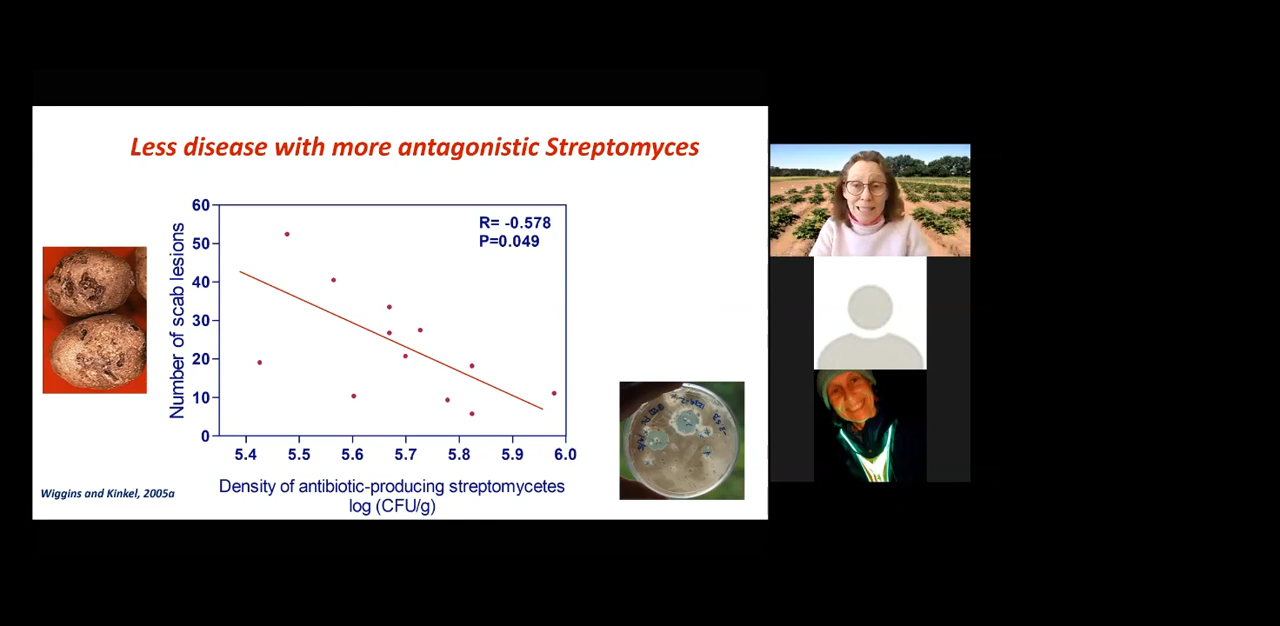 Less disease with more antagonistic Streptomyces
R= -0.578
P=0.049
Number of scab lesions
60
50
40
30
20
10
0
5.4 5.5 5.6 5.7 5.8 5.9 6.0
Density of antibiotic-producing streptomycetes
log (CFU/g)
Wiggins and Kinkel, 2005a